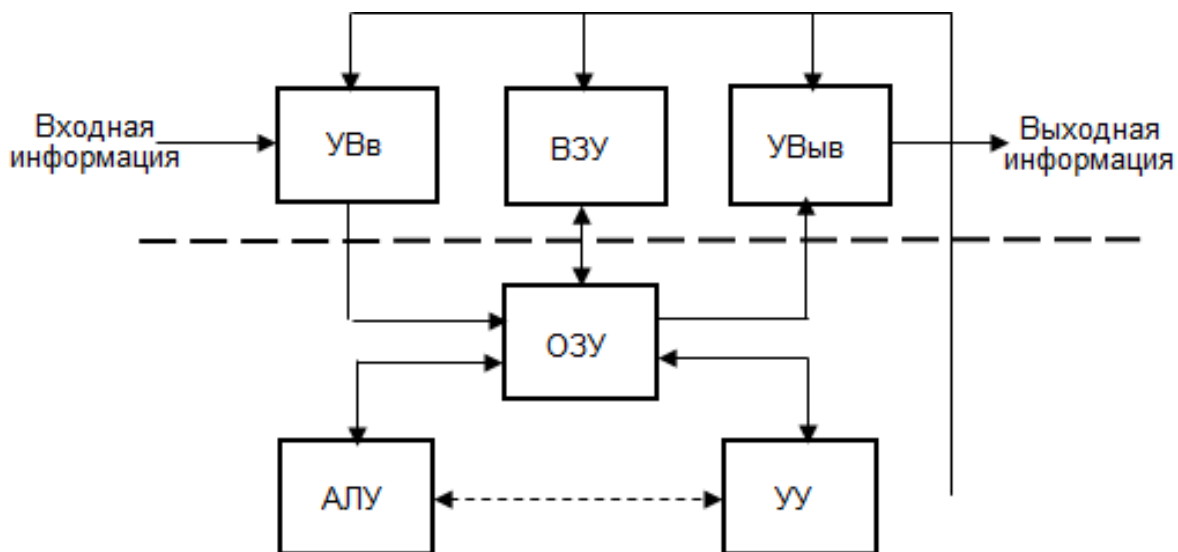 Входная
информация
УВв
ВЗУ
УВыв
Выходная
информация
ОЗУ
АЛУ
УУ